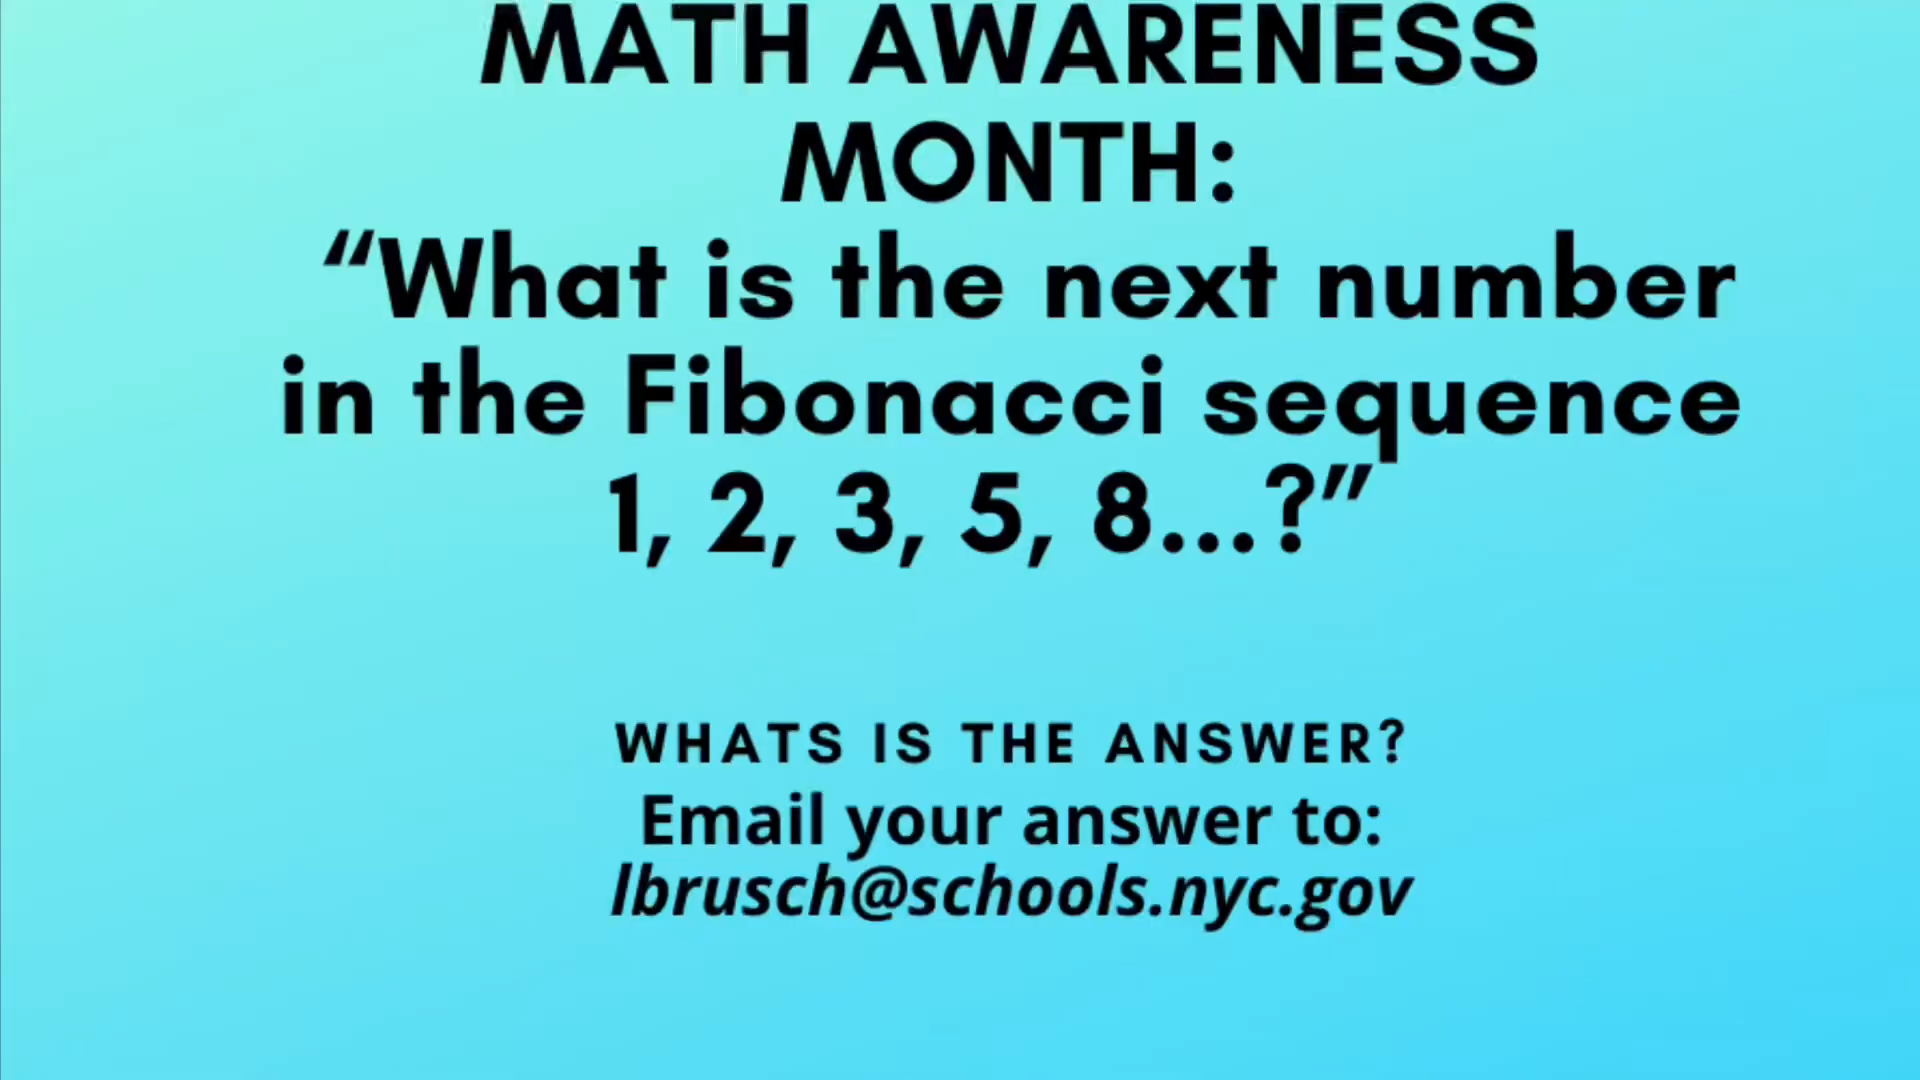 MATH AWARENESS
MONTH:
“What is the next number
in the Fibonacci sequence
1, 2, 3, 5, 8...?”
WHATS IS THE ANSWER?
Email your answer to:
lbrusch@schools.nyc.gov